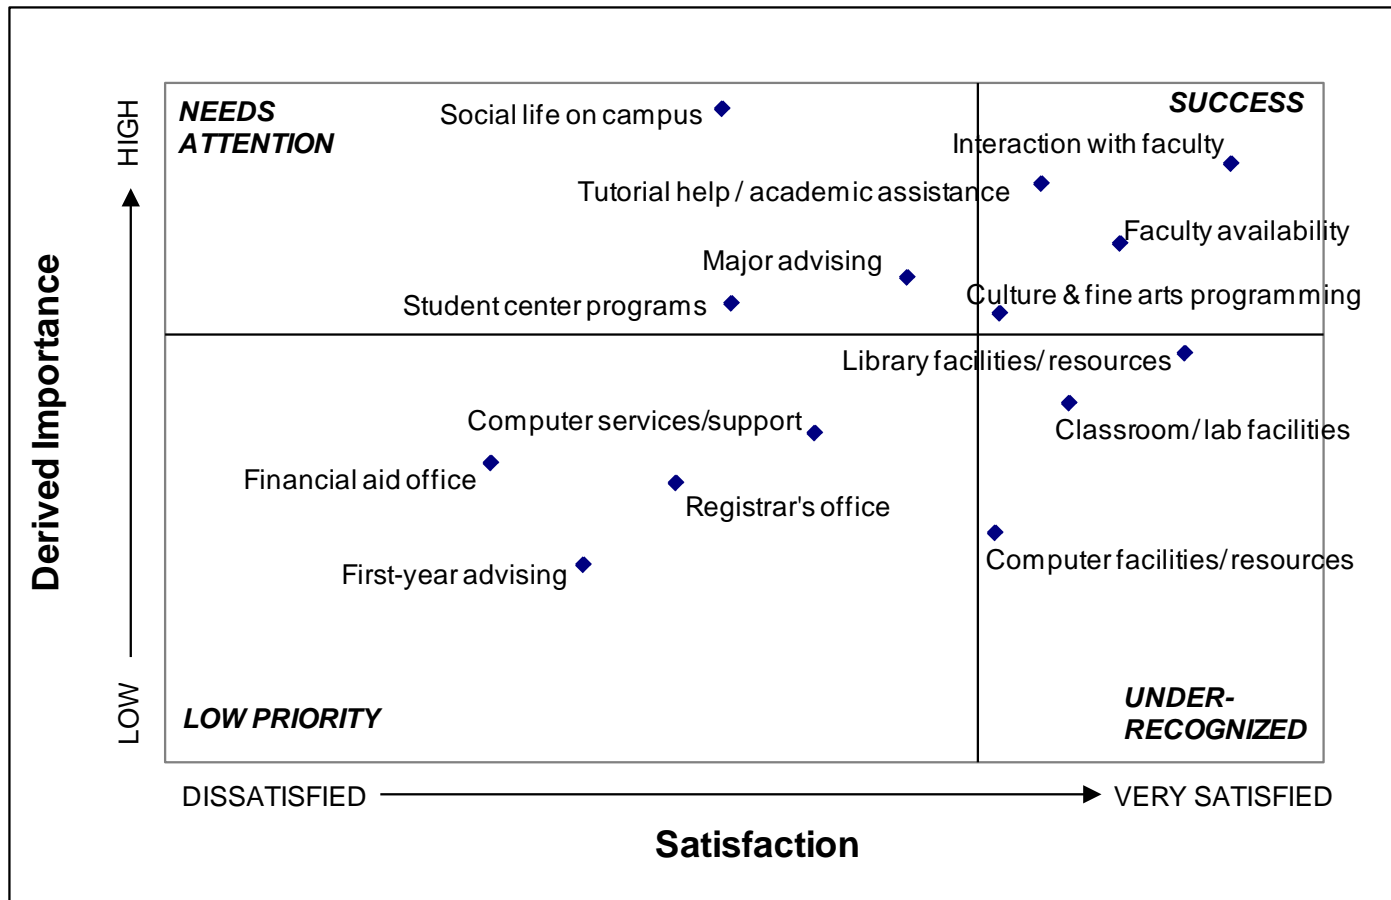 NEEDS
ATTENTION
Social life on campus
SUCCESS
Interaction with faculty
Tutorial help / academic assistance
Faculty availability
Major advising
Culture & fine arts programming
Student center programs
Library facilities/ resources
Computer services/support
Classroom/ lab facilities
Financial aid office
Registrar's office
Computer facilities/ resources
First-year advising
LOW PRIORITY
UNDER-
RECOGNIZED
HIGH
Derived Importance
LOW
DISSATISFIED
VERY SATISFIED
Satisfaction